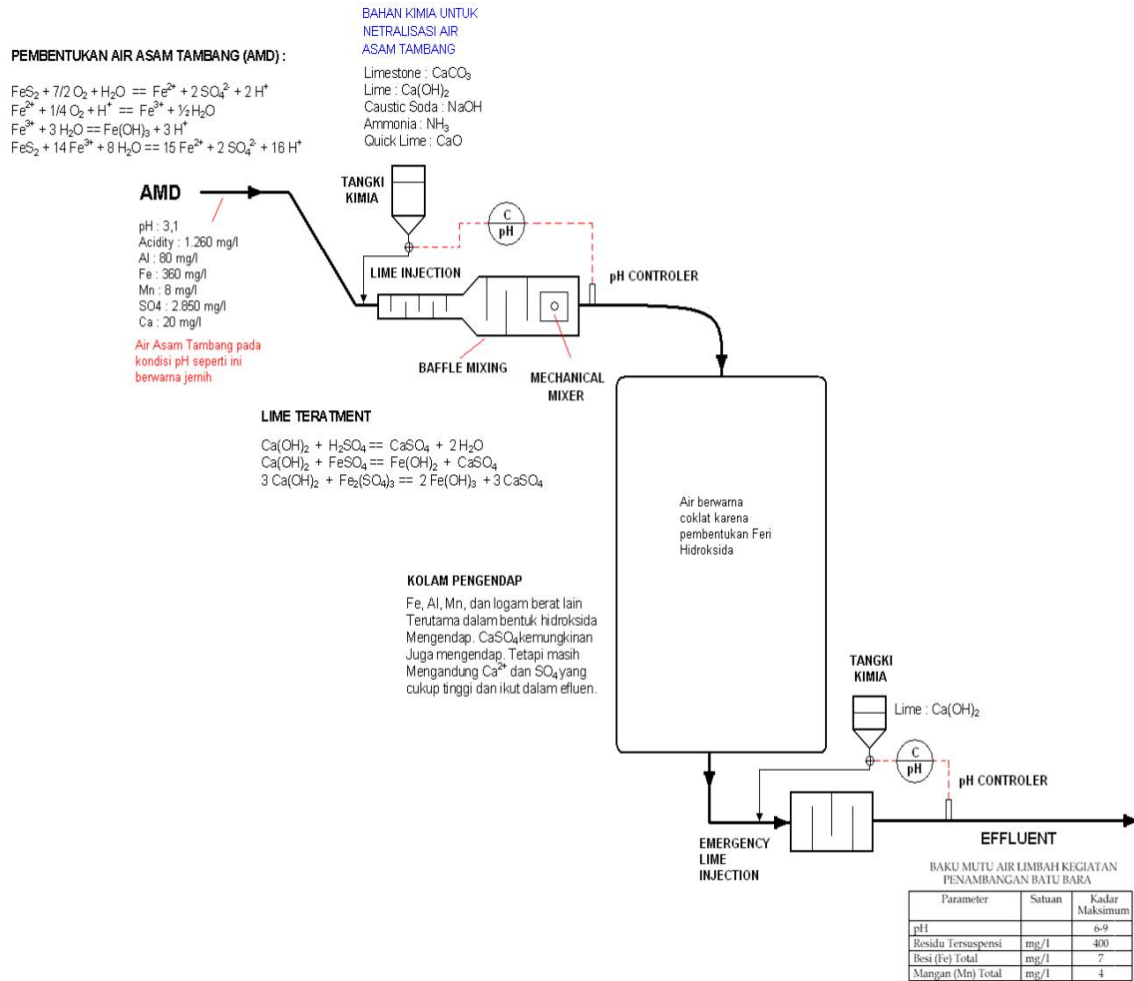 BAHAN KIMIA UNTUK
NETRALISASI AIR
ASAM TAMBANG
Limestone : CaCO₃
Lime : Ca(OH)₂
Caustic Soda : NaOH
Ammonia : NH₃
Quick Lime : CaO
PEMBENTUKAN AIR ASAM TAMBANG (AMD) :
FeS₂ + 7/2 O₂ + H₂O == Fe²⁺ + 2 SO₄²⁻ + 2 H⁺
Fe²⁺ + 1/4 O₂ + H⁺ == Fe³⁺ + ½ H₂O
Fe³⁺ + 3 H₂O == Fe(OH)₃ + 3 H⁺
FeS₂ + 14 Fe³⁺ + 8 H₂O == 15 Fe²⁺ + 2 SO₄²⁻ + 16 H⁺
AMD
pH : 3,1
Acidity : 1.260 mg/l
Al : 80 mg/l
Fe : 360 mg/l
Mn : 8 mg/l
SO4 : 2.850 mg/l
Ca : 20 mg/l
Air Asam Tambang pada
kondisi pH seperti ini
berwarna jernih
TANGKI
KIMIA
C
pH
LIME INJECTION
pH CONTROLER
BAFFLE MIXING
MECHANICAL
MIXER
LIME TERATMENT
Ca(OH)₂ + H₂SO₄ == CaSO₄ + 2 H₂O
Ca(OH)₂ + FeSO₄ == Fe(OH)₂ + CaSO₄
3 Ca(OH)₂ + Fe₂(SO₄)₃ == 2 Fe(OH)₃ + 3 CaSO₄
Air berwarna
coklat karena
pembentukan Feri
Hidroksida
KOLAM PENGENDAP
Fe, Al, Mn, dan logam berat lain
Terutama dalam bentuk hidroksida
Mengendap. CaSO₄ kemungkinan
Juga mengendap. Tetapi masih
Mengandung Ca²⁺ dan SO₄ yang
cukup tinggi dan ikut dalam efluen.
TANGKI
KIMIA
Lime : Ca(OH)₂
C
pH
pH CONTROLER
EMERGENCY
LIME
INJECTION
EFFLUENT
BAKU MUTU AIR LIMBAH KEGIATAN
PENAMBANGAN BATU BARA
Parameter Satuan Kadar
Maksimum
pH 6-9
Residu Tersuspensi mg/l 400
Besi (Fe) Total mg/l 7
Mangan (Mn) Total mg/l 4